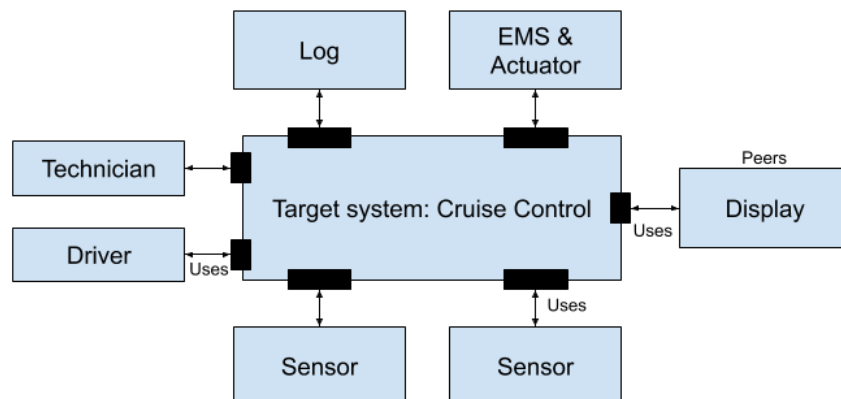 Log
EMS &
Actuator
Technician
Peers
Target system: Cruise Control
Display
Driver
Uses
Uses
Uses
Sensor
Sensor